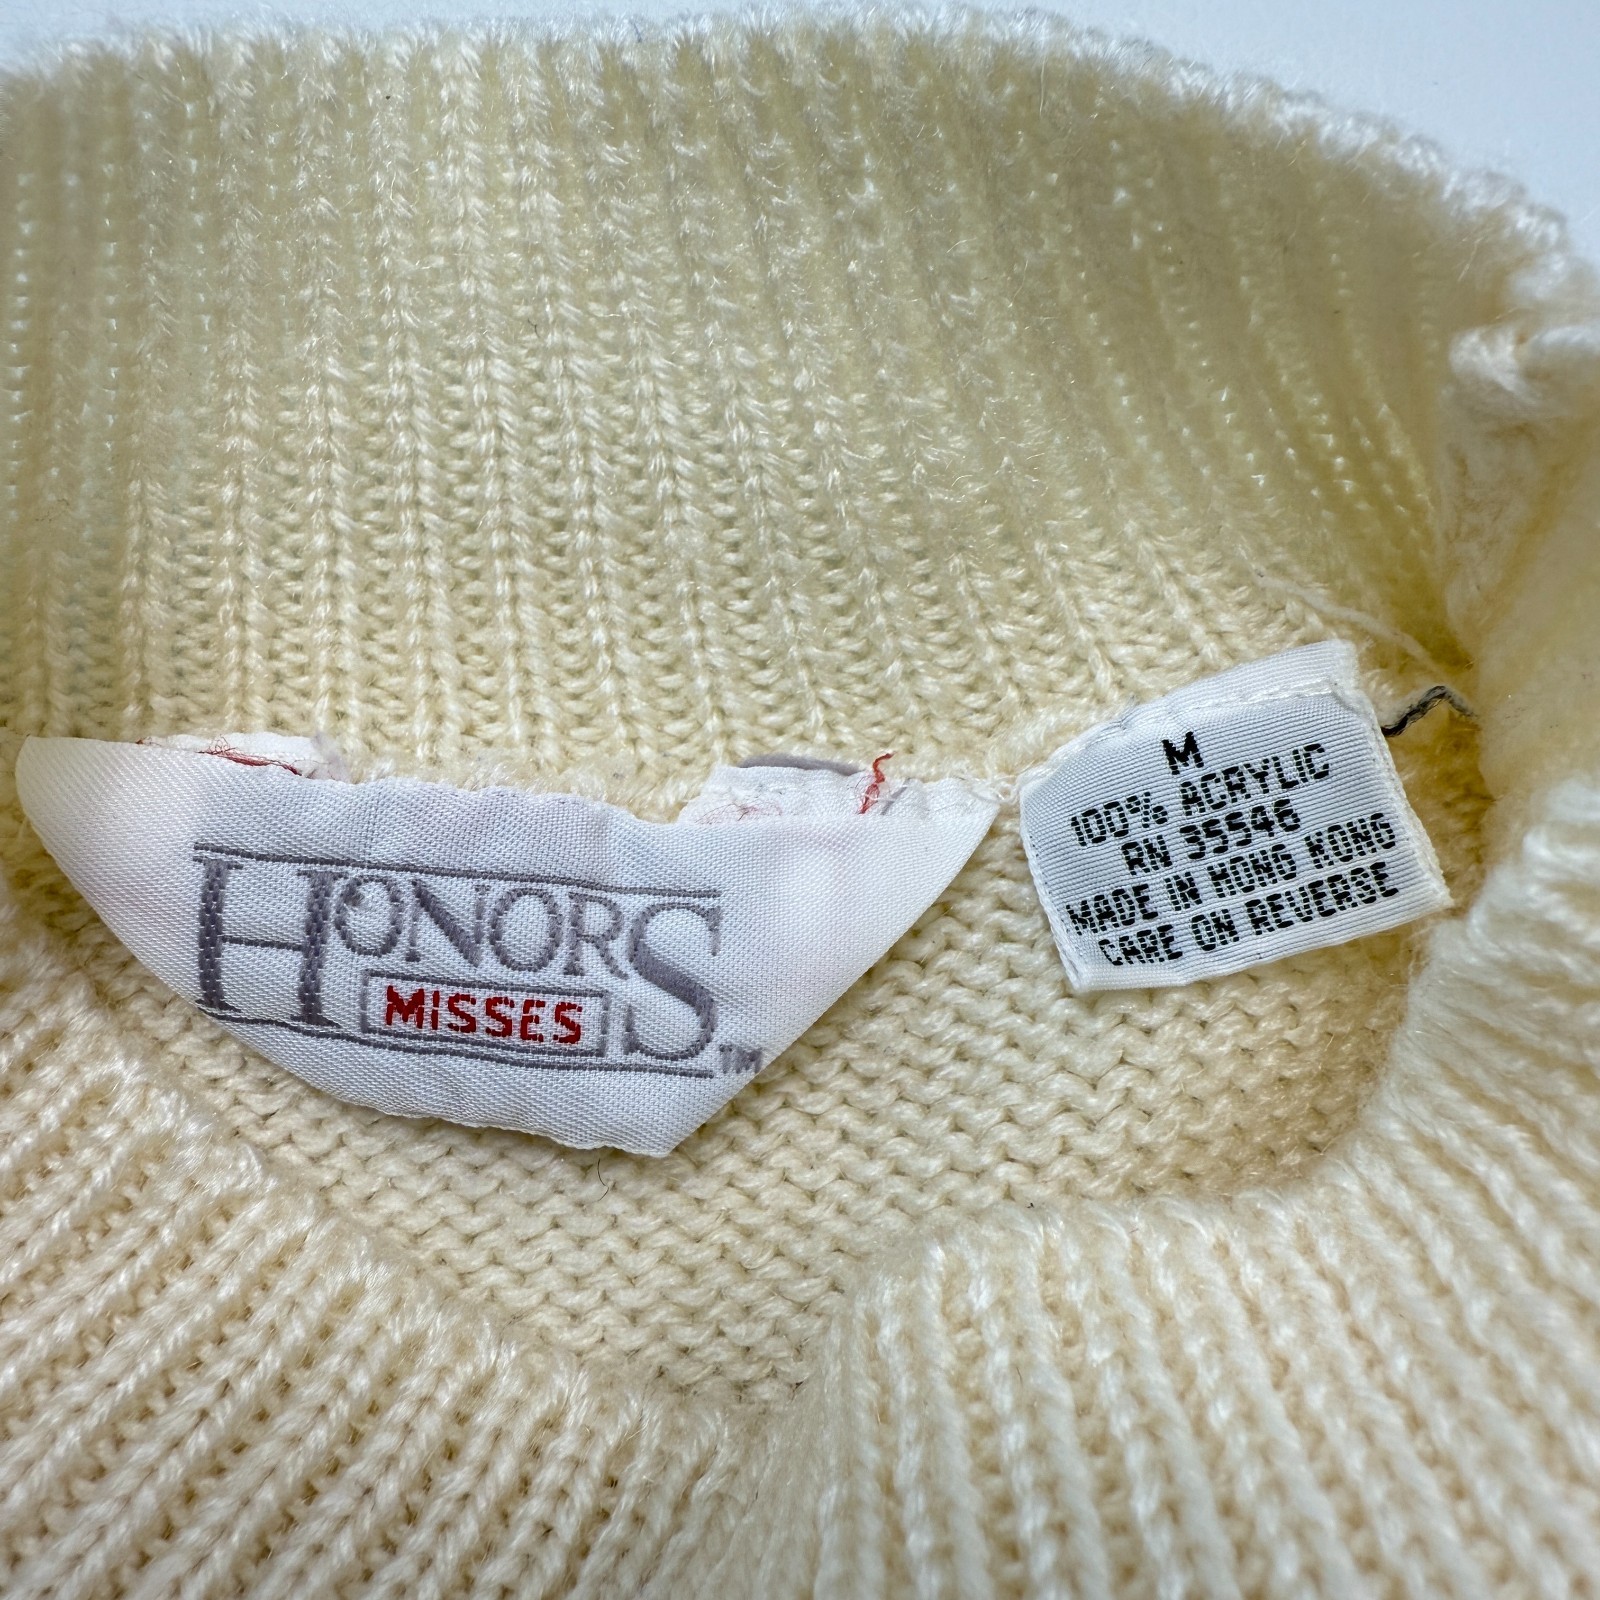 HONORS
MISSES
TM
M
100% ACRYLIC
RN 35546
MADE IN HONG KONG
CARE ON REVERSE